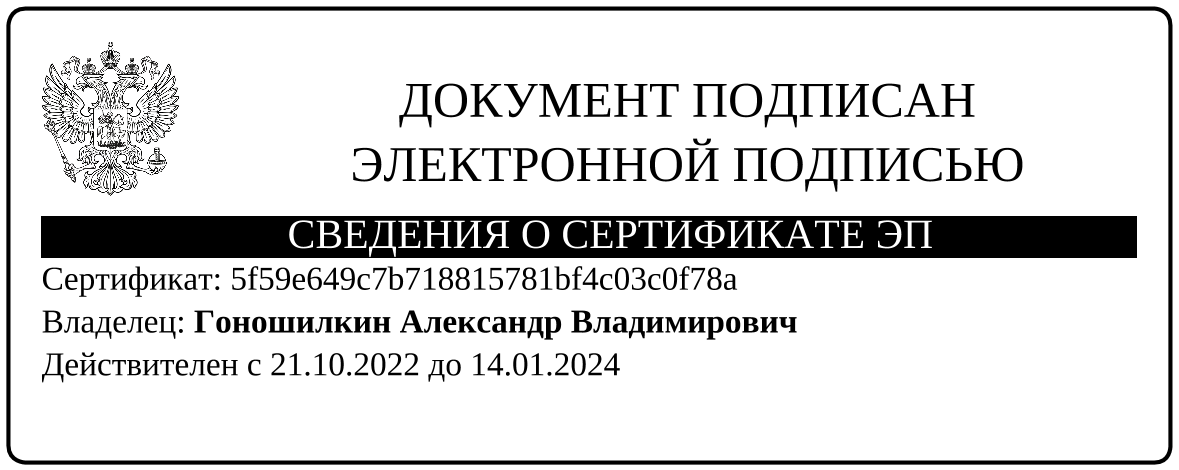 ДОКУМЕНТ ПОДПИСАН
ЭЛЕКТРОННОЙ ПОДПИСЬЮ
СВЕДЕНИЯ О СЕРТИФИКАТЕ ЭП
Сертификат: 5f59e649c7b718815781bf4c03c0f78a
Владелец: Гоношилкин Александр Владимирович
Действителен с 21.10.2022 до 14.01.2024